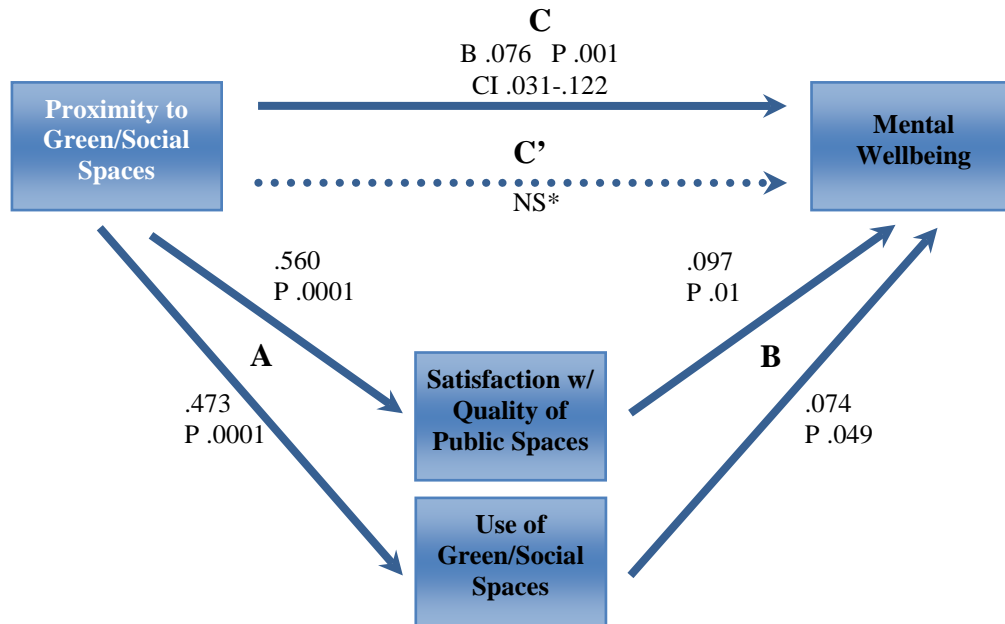 C
B .076 P .001
CI .031-.122
Proximity to
Green/Social
Spaces
Mental
Wellbeing
C’
NS*
.560
P .0001
.097
P .01
A
B
.473
P .0001
.074
P .049
Satisfaction w/
Quality of
Public Spaces
Use of
Green/Social
Spaces